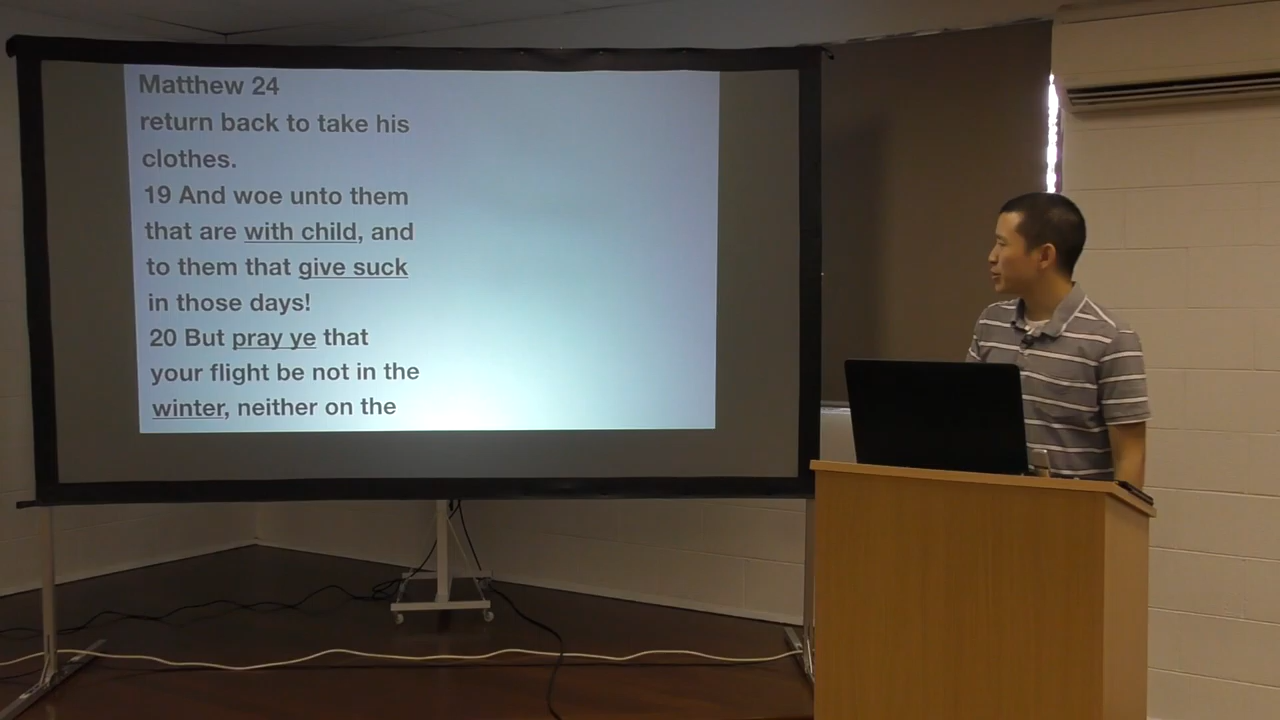 Matthew 24
return back to take his
clothes.
19 And woe unto them
that are with child, and
to them that give suck
in those days!
20 But pray ye that
your flight be not in the
winter, neither on the